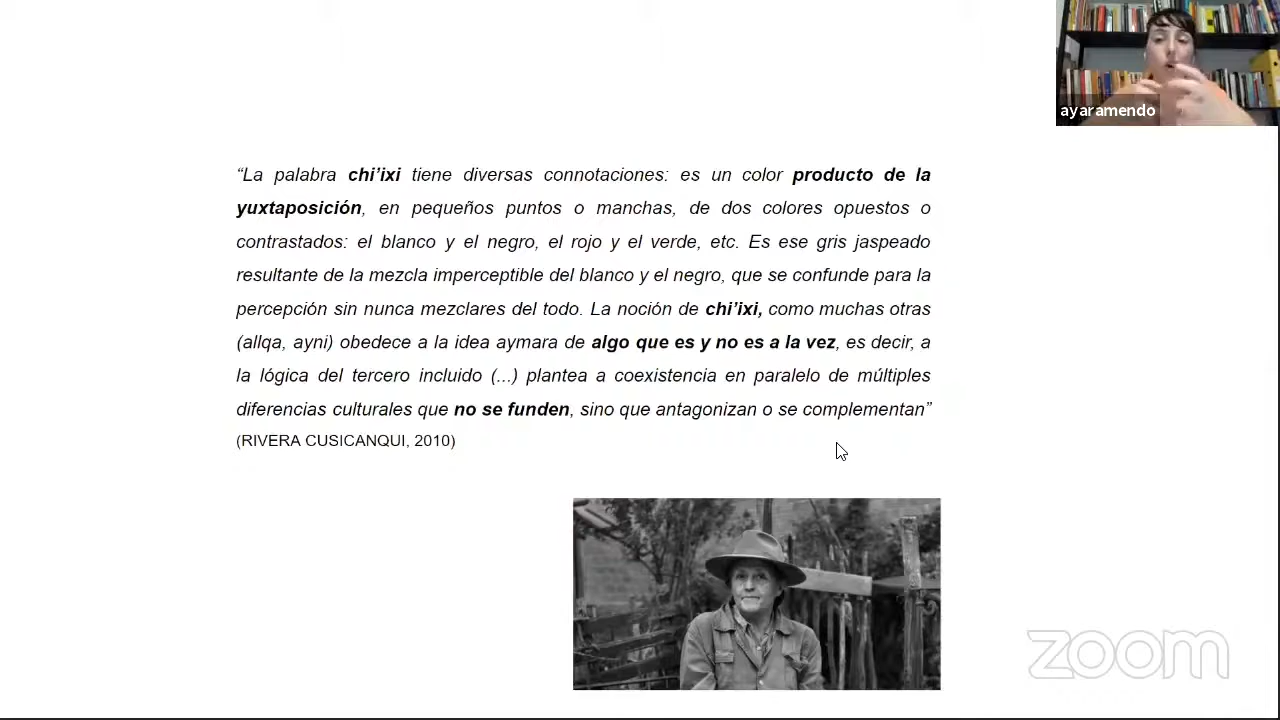 ayaramendo
“La palabra chi’ixi tiene diversas connotaciones: es un color producto de la
yuxtaposición, en pequeños puntos o manchas, de dos colores opuestos o
contrastados: el blanco y el negro, el rojo y el verde, etc. Es ese gris jaspeado
resultante de la mezcla imperceptible del blanco y el negro, que se confunde para la
percepción sin nunca mezclares del todo. La noción de chi’ixi, como muchas otras
(allqa, ayni) obedece a la idea aymara de algo que es y no es a la vez, es decir, a
la lógica del tercero incluido (...) plantea a coexistencia en paralelo de múltiples
diferencias culturales que no se funden, sino que antagonizan o se complementan”
(RIVERA CUSICANQUI, 2010)
zoom